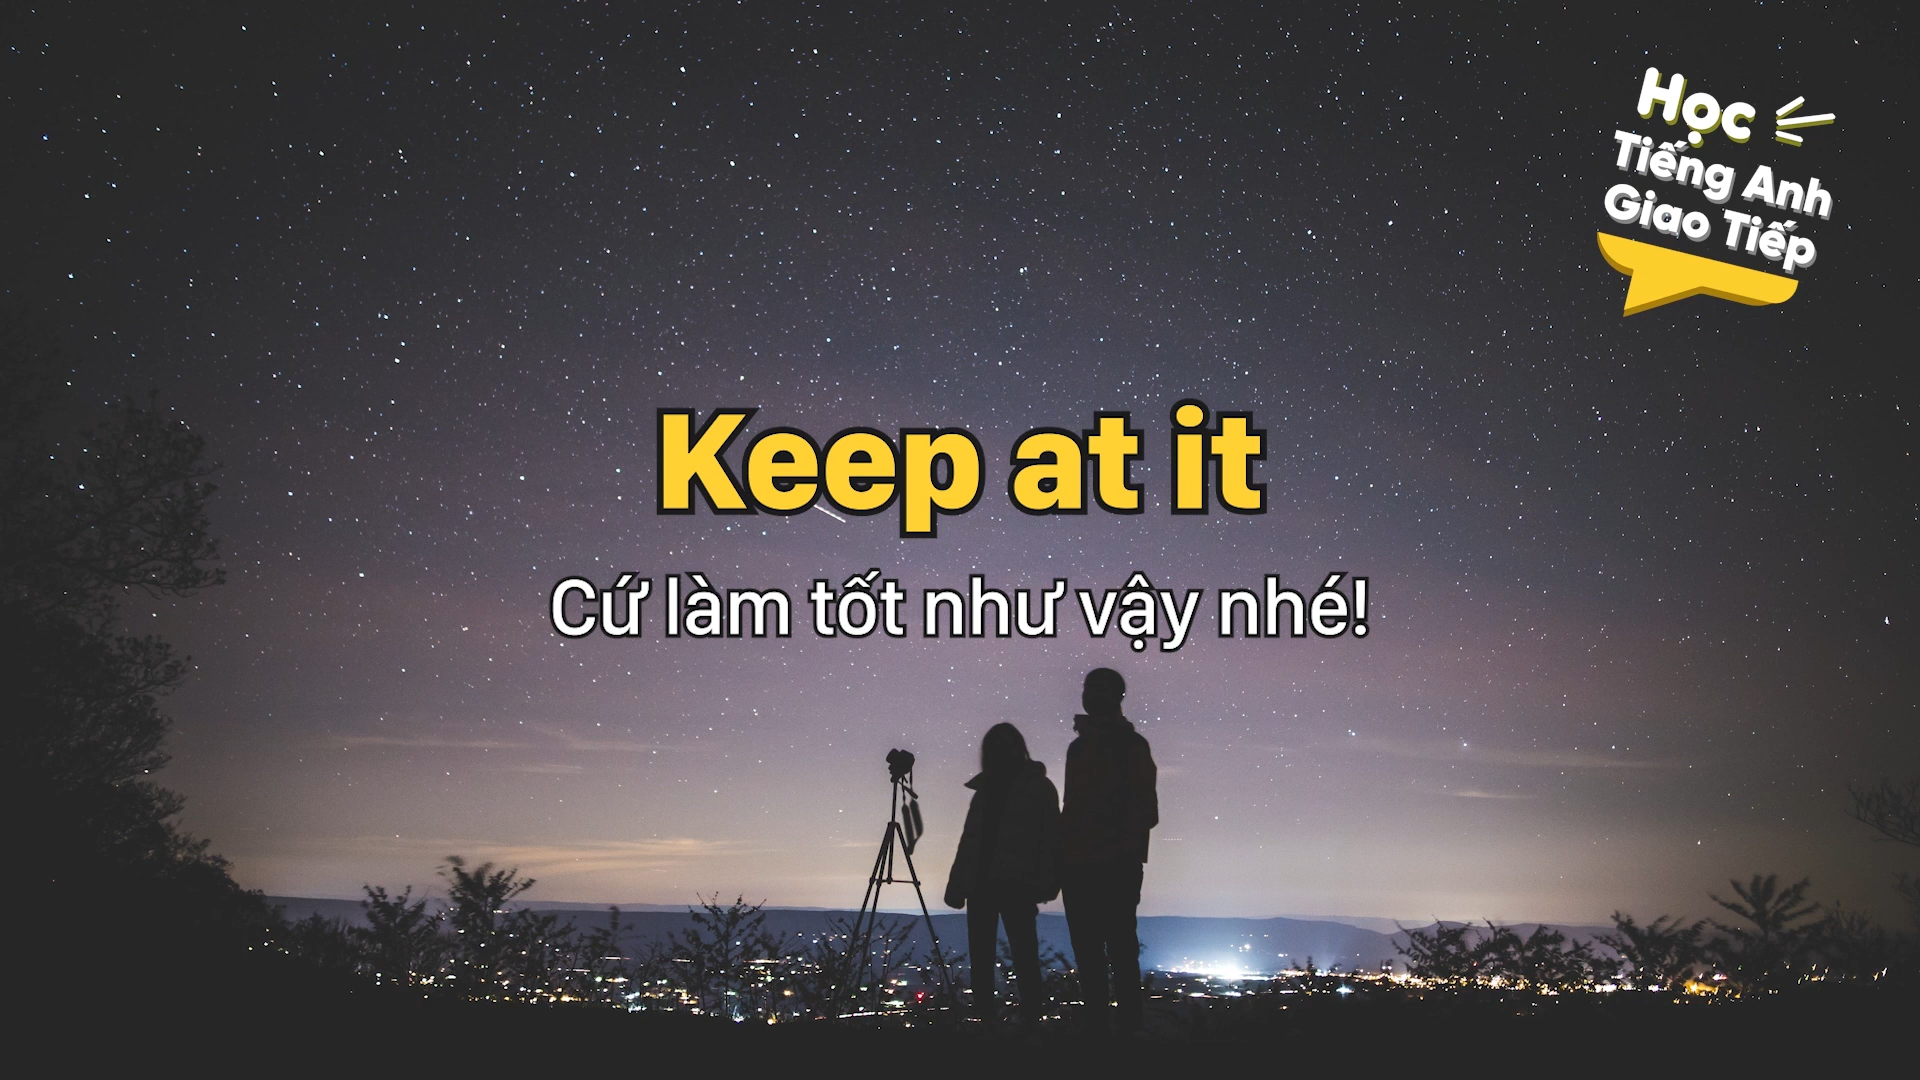 Học
Tiếng Anh
Giao Tiếp
Keep at it
Cứ làm tốt như vậy nhé!